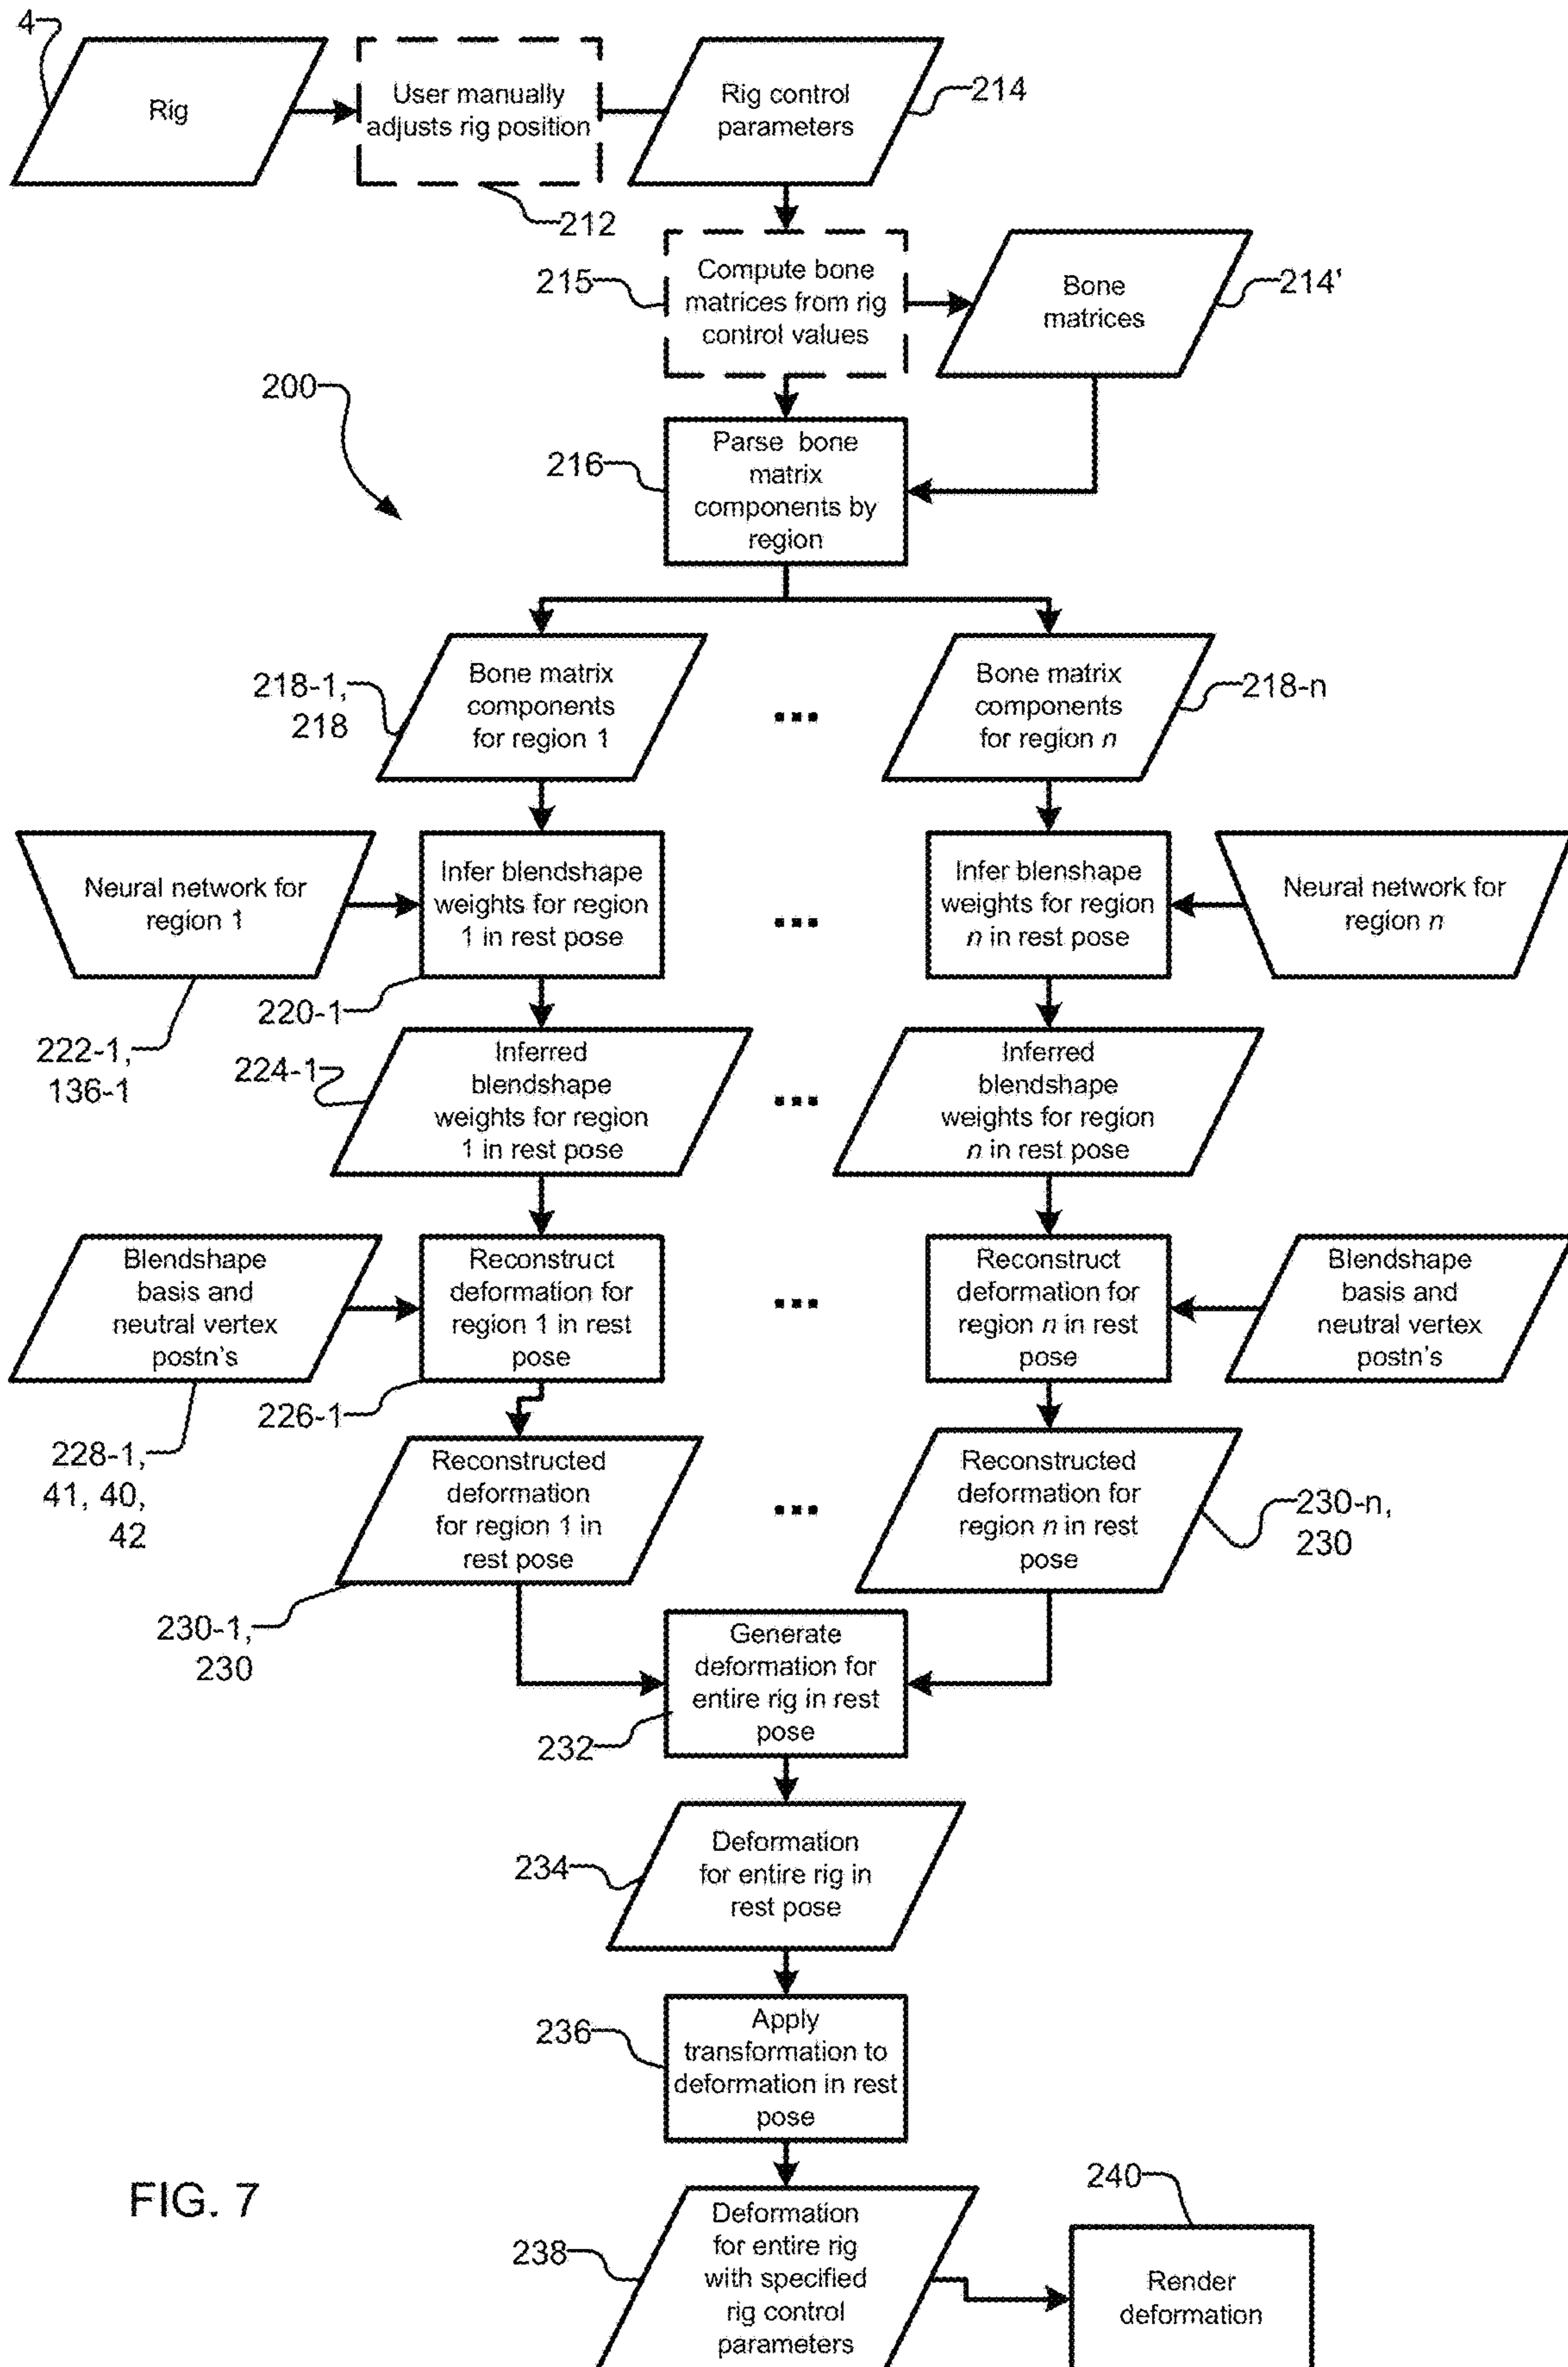 4
Rig
User manually
adjusts rig position
Rig control
parameters
214
212
215
Compute bone
matrices from rig
control values
Bone
matrices
214'
200
216
Parse bone
matrix
components by
region
218-1,
218
Bone matrix
components
for region 1
...
Bone matrix
components
for region n
218-n
Neural network for
region 1
Infer blendshape
weights for region
1 in rest pose
...
Infer blenshape
weights for region
n in rest pose
Neural network for
region n
220-1
222-1,
136-1
224-1
Inferred
blendshape
weights for region
1 in rest pose
...
Inferred
blendshape
weights for region
n in rest pose
Blendshape
basis and
neutral vertex
postn's
Reconstruct
deformation for
region 1 in rest
pose
...
Reconstruct
deformation for
region n in rest
pose
Blendshape
basis and
neutral vertex
postn's
226-1
228-1,
41, 40,
42
Reconstructed
deformation
for region 1 in
rest pose
...
Reconstructed
deformation for
region n in rest
pose
230-n,
230
230-1,
230
Generate
deformation for
entire rig in rest
pose
232
234
Deformation
for entire rig in
rest pose
236
Apply
transformation to
deformation in rest
pose
FIG. 7
238
Deformation
for entire rig
with specified
rig control
parameters
240
Render
deformation